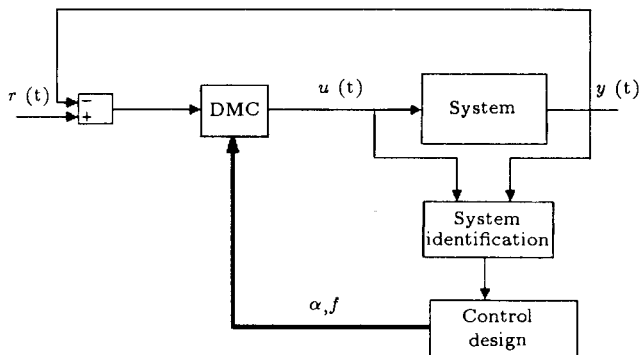 r (t)
−
+
DMC
u (t)
System
y (t)
System
identification
α,f
Control
design